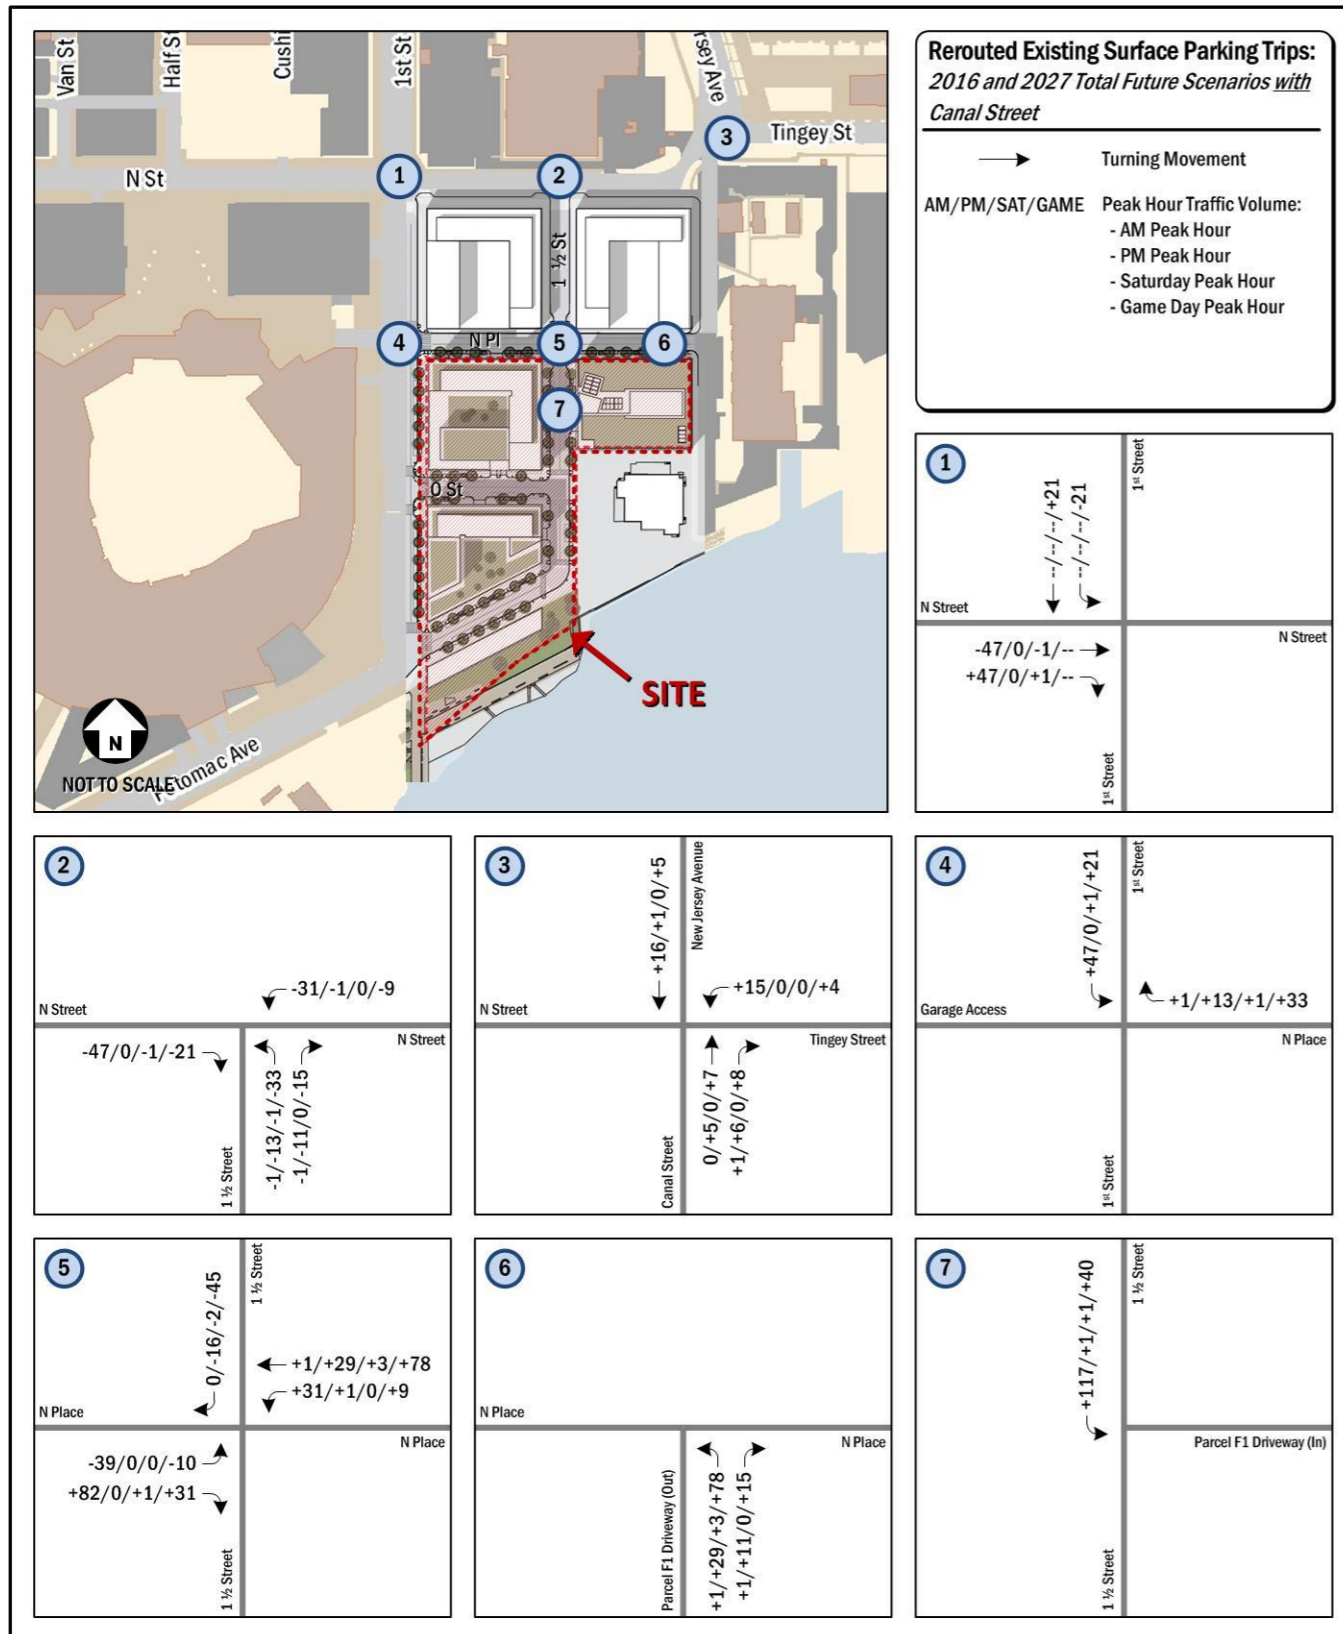 Van St
Half St
Cushi
1st St
rsey Ave
3
Tingey St
1
2
N St
1 ½ St
4
N Pl
5
6
7
O St
SITE
N
NOT TO SCALE
Potomac Ave
Rerouted Existing Surface Parking Trips:
2016 and 2027 Total Future Scenarios with
Canal Street
Turning Movement
AM/PM/SAT/GAME Peak Hour Traffic Volume:
- AM Peak Hour
- PM Peak Hour
- Saturday Peak Hour
- Game Day Peak Hour
1
1st Street
--/--/--/+21
--/--/--/-21
N Street
N Street
-47/0/-1/--
+47/0/+1/--
1st Street
2
-31/-1/0/-9
N Street
N Street
-47/0/-1/-21
-1/-13/-1/-33
-1/-11/0/-15
1 ½ Street
3
+16/+1/0/+5
New Jersey Avenue
+15/0/0/+4
N Street
Tingey Street
0/+5/0/+7
+1/+6/0/+8
Canal Street
4
+47/0/+1/+21
1st Street
+1/+13/+1/+33
Garage Access
N Place
1st Street
5
0/-16/-2/-45
1 ½ Street
+1/+29/+3/+78
+31/+1/0/+9
N Place
N Place
-39/0/0/-10
+82/0/+1/+31
1 ½ Street
6
N Place
N Place
Parcel F1 Driveway (Out)
+1/+29/+3/+78
+1/+11/0/+15
7
+117/+1/+1/+40
1 ½ Street
Parcel F1 Driveway (In)